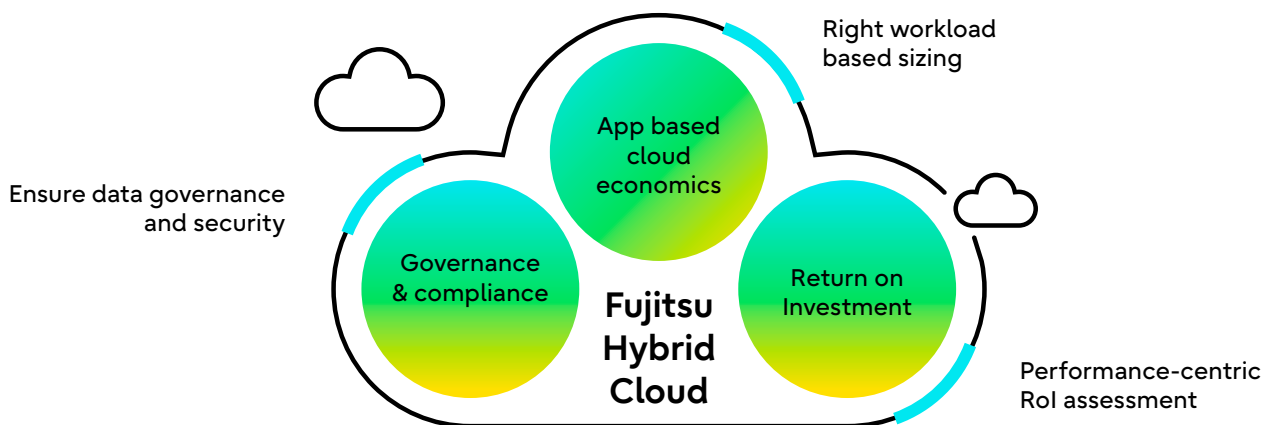 Right workload
based sizing
App based
cloud
economics
Ensure data governance
and security
Governance
& compliance
Return on
Investment
Fujitsu
Hybrid
Cloud
Performance-centric
RoI assessment